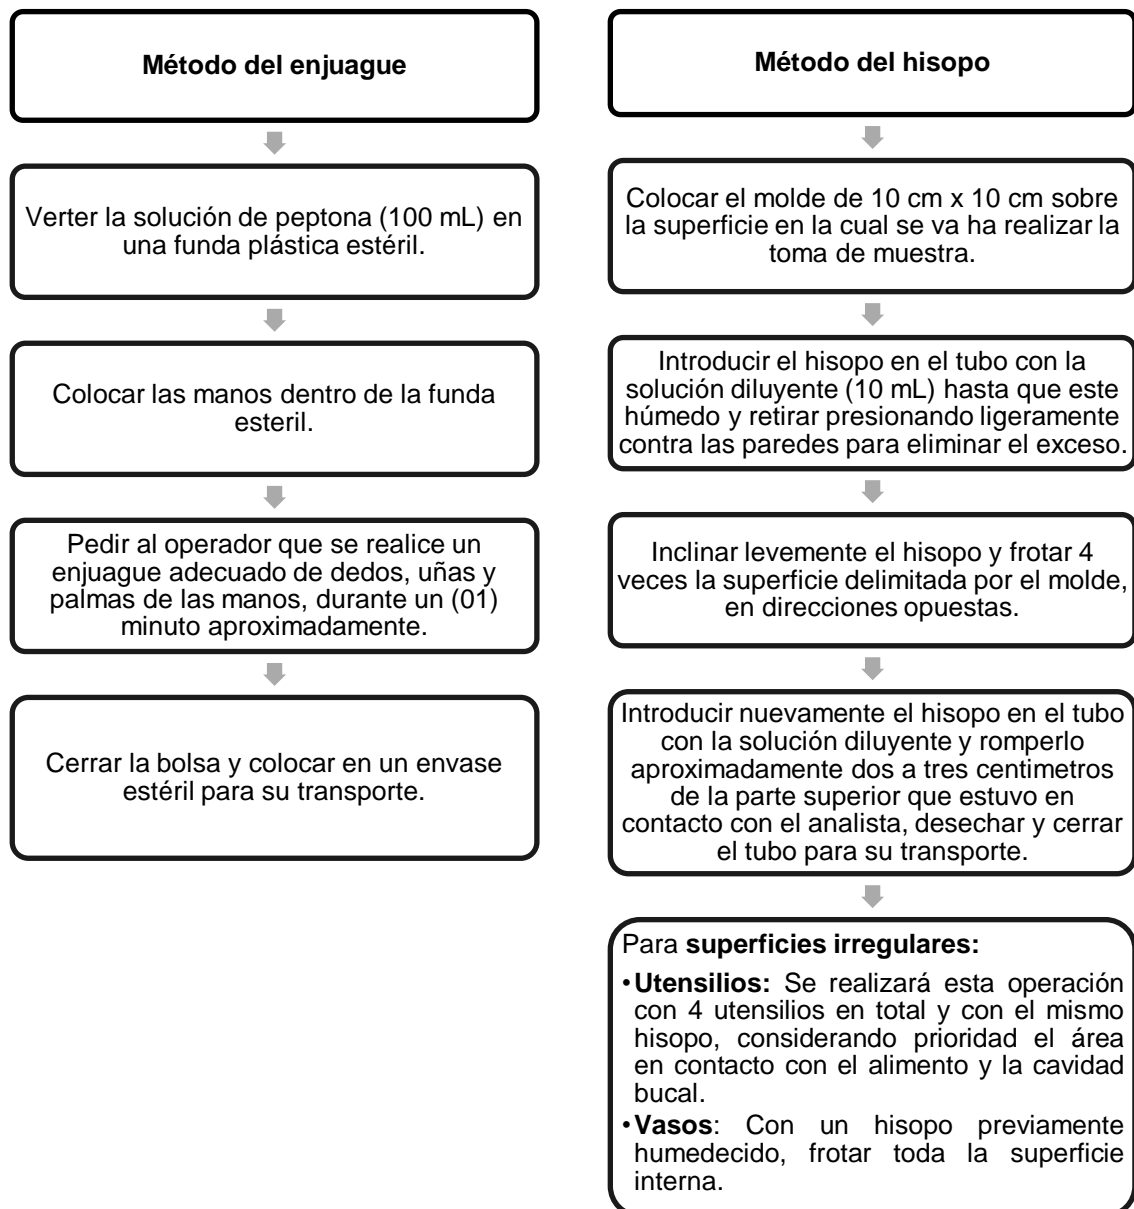 Método del enjuague
Verter la solución de peptona (100 mL) en
una funda plástica estéril.
Colocar las manos dentro de la funda
esteril.
Pedir al operador que se realice un
enjuague adecuado de dedos, uñas y
palmas de las manos, durante un (01)
minuto aproximadamente.
Cerrar la bolsa y colocar en un envase
estéril para su transporte.
Método del hisopo
Colocar el molde de 10 cm x 10 cm sobre
la superficie en la cual se va ha realizar la
toma de muestra.
Introducir el hisopo en el tubo con la
solución diluyente (10 mL) hasta que este
húmedo y retirar presionando ligeramente
contra las paredes para eliminar el exceso.
Inclinar levemente el hisopo y frotar 4
veces la superficie delimitada por el molde,
en direcciones opuestas.
Introducir nuevamente el hisopo en el tubo
con la solución diluyente y romperlo
aproximadamente dos a tres centimetros
de la parte superior que estuvo en
contacto con el analista, desechar y cerrar
el tubo para su transporte.
Para superficies irregulares:
•Utensilios: Se realizará esta operación
con 4 utensilios en total y con el mismo
hisopo, considerando prioridad el área
en contacto con el alimento y la cavidad
bucal.
•Vasos: Con un hisopo previamente
humedecido, frotar toda la superficie
interna.